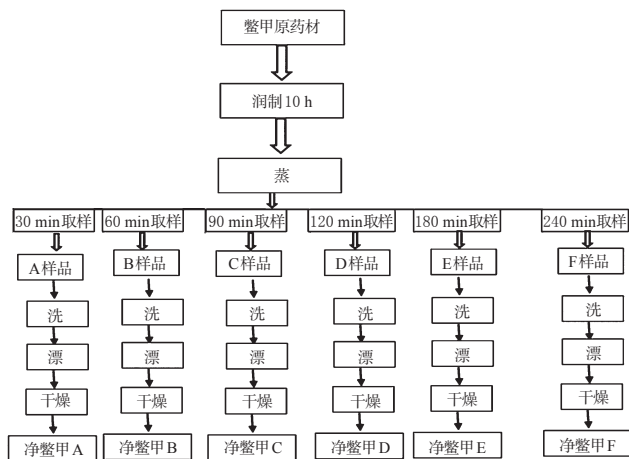 鳖甲原药材
润制10 h
蒸
30 min取样 60 min取样 90 min取样 120 min取样 180 min取样 240 min取样
A样品 B样品 C样品 D样品 E样品 F样品
洗 洗 洗 洗 洗 洗
漂 漂 漂 漂 漂 漂
干燥 干燥 干燥 干燥 干燥 干燥
净鳖甲A 净鳖甲B 净鳖甲C 净鳖甲D 净鳖甲E 净鳖甲F